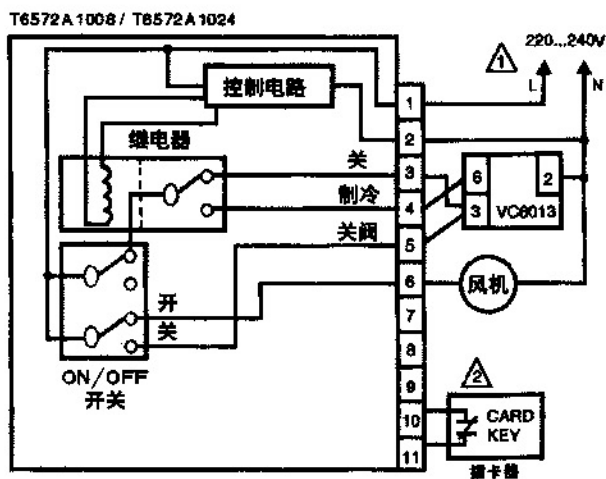 T6572A1008 / T6572A1024
220...240V
1
L
N
控制电路
继电器
1
2
3
4
5
6
7
8
9
10
11
关
制冷
关阀
6
2
3
VC6013
风机
开
关
ON/OFF
开关
2
CARD
KEY
插卡器